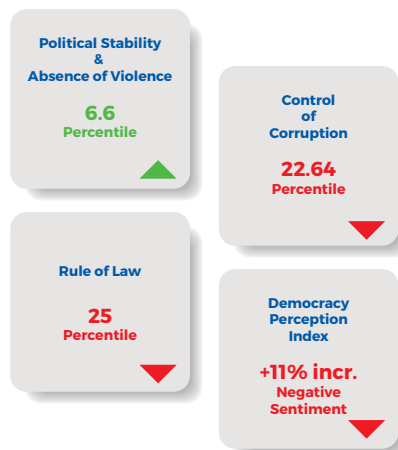 Political Stability
&
Absence of Violence
6.6
Percentile
Control
of
Corruption
22.64
Percentile
Rule of Law
25
Percentile
Democracy
Perception
Index
+11% incr.
Negative
Sentiment